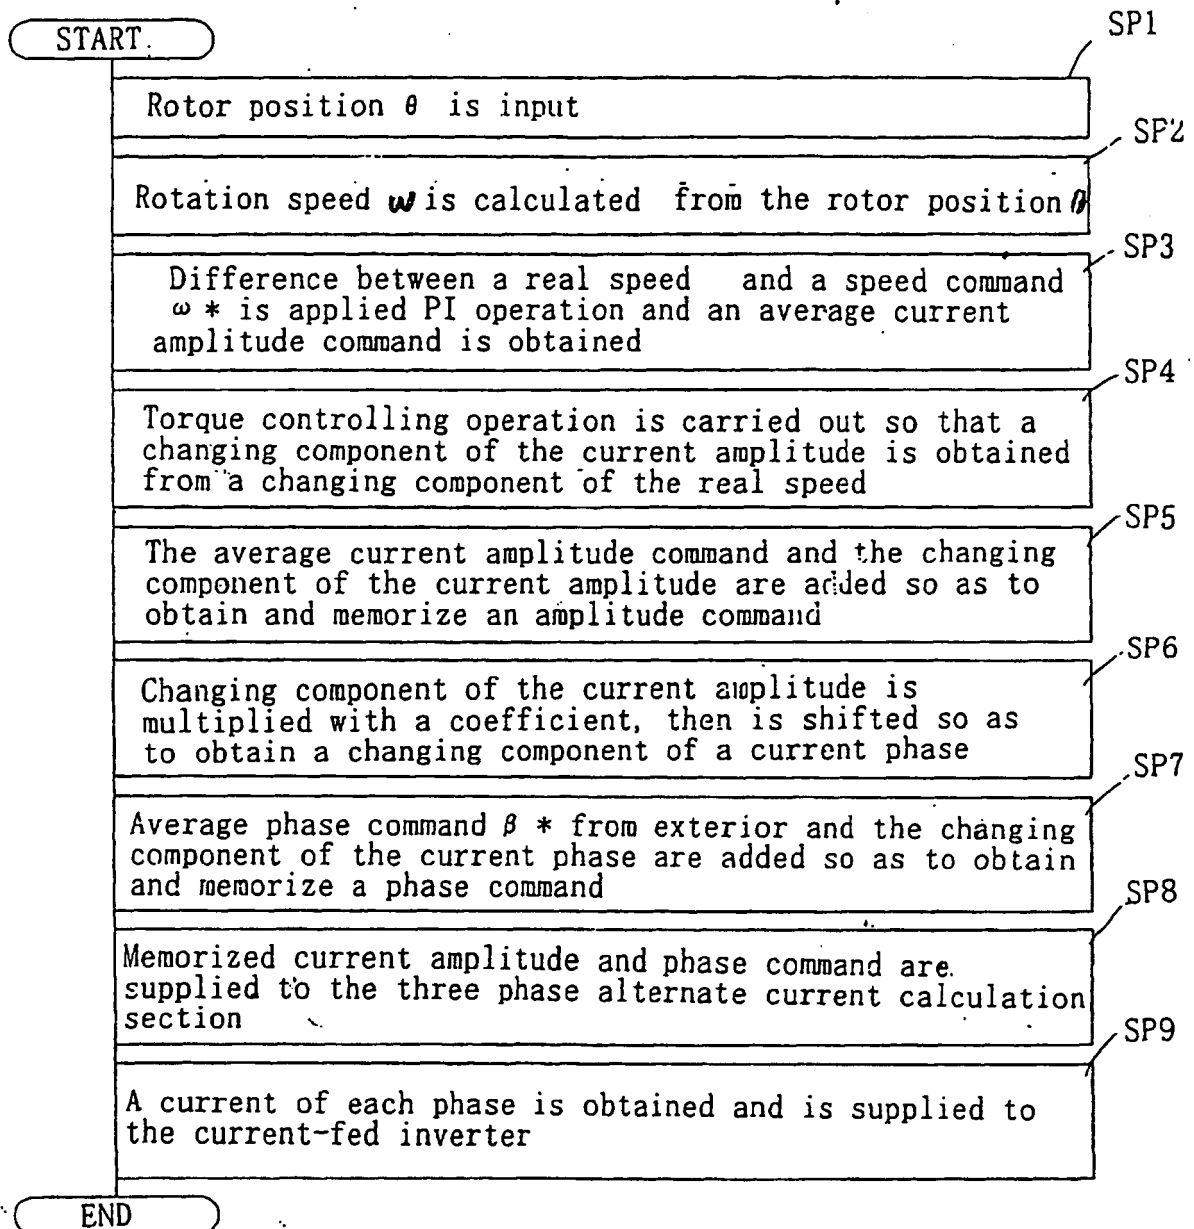 START
SP1
Rotor position θ is input
SP2
Rotation speed ω is calculated from the rotor position θ
SP3
Difference between a real speed and a speed command
ω * is applied PI operation and an average current
amplitude command is obtained
SP4
Torque controlling operation is carried out so that a
changing component of the current amplitude is obtained
from a changing component of the real speed
SP5
The average current amplitude command and the changing
component of the current amplitude are added so as to
obtain and memorize an amplitude command
SP6
Changing component of the current amplitude is
multiplied with a coefficient, then is shifted so as
to obtain a changing component of a current phase
SP7
Average phase command β * from exterior and the changing
component of the current phase are added so as to obtain
and memorize a phase command
SP8
Memorized current amplitude and phase command are
supplied to the three phase alternate current calculation
section
SP9
A current of each phase is obtained and is supplied to
the current-fed inverter
END